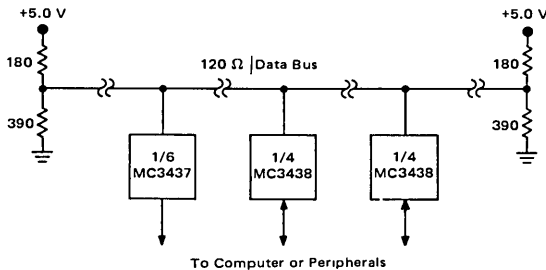 +5.0 V
+5.0 V
180
120 Ω Data Bus
180
390
390
1/6
MC3437
1/4
MC3438
1/4
MC3438
To Computer or Peripherals